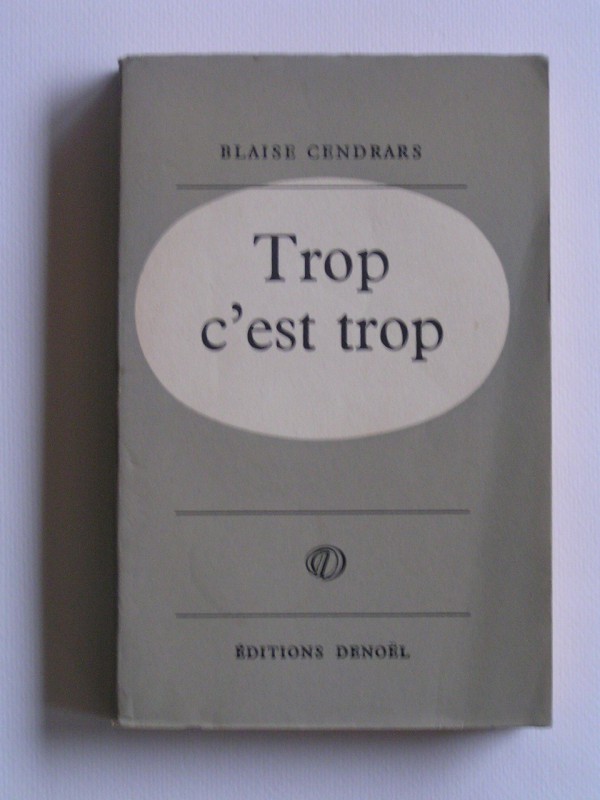 BLAISE CENDRARS
Trop
c'est trop
ÉDITIONS DENOËL